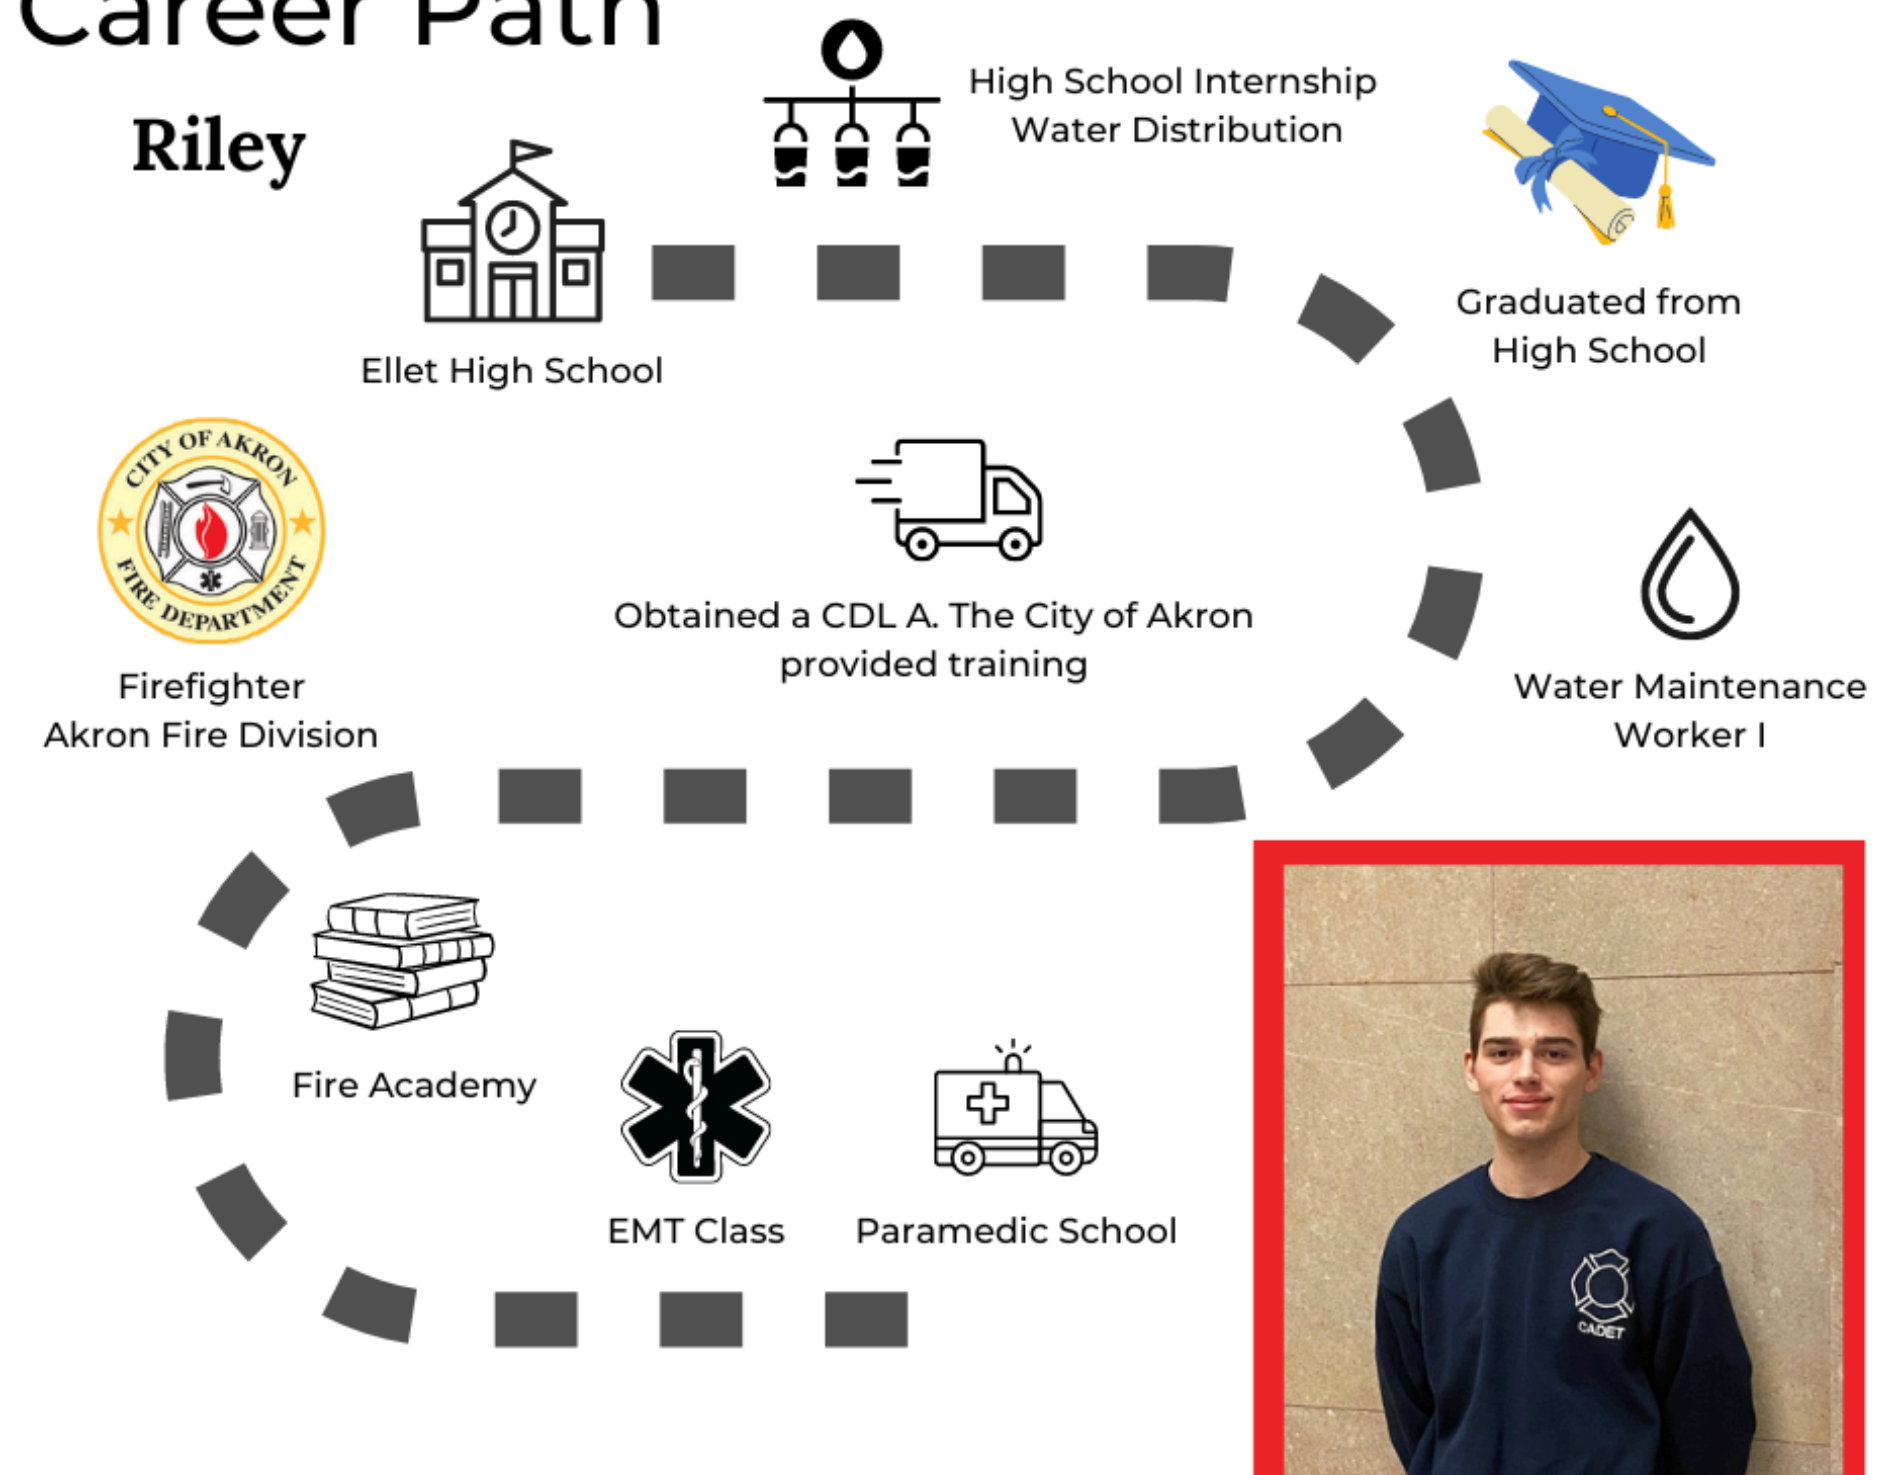 Career Path
Riley
High School Internship
Water Distribution
Graduated from
High School
Ellet High School
CITY OF AKRON
FIRE DEPARTMENT
Firefighter
Akron Fire Division
Obtained a CDL A. The City of Akron
provided training
Water Maintenance
Worker I
Fire Academy
EMT Class
Paramedic School
CADET